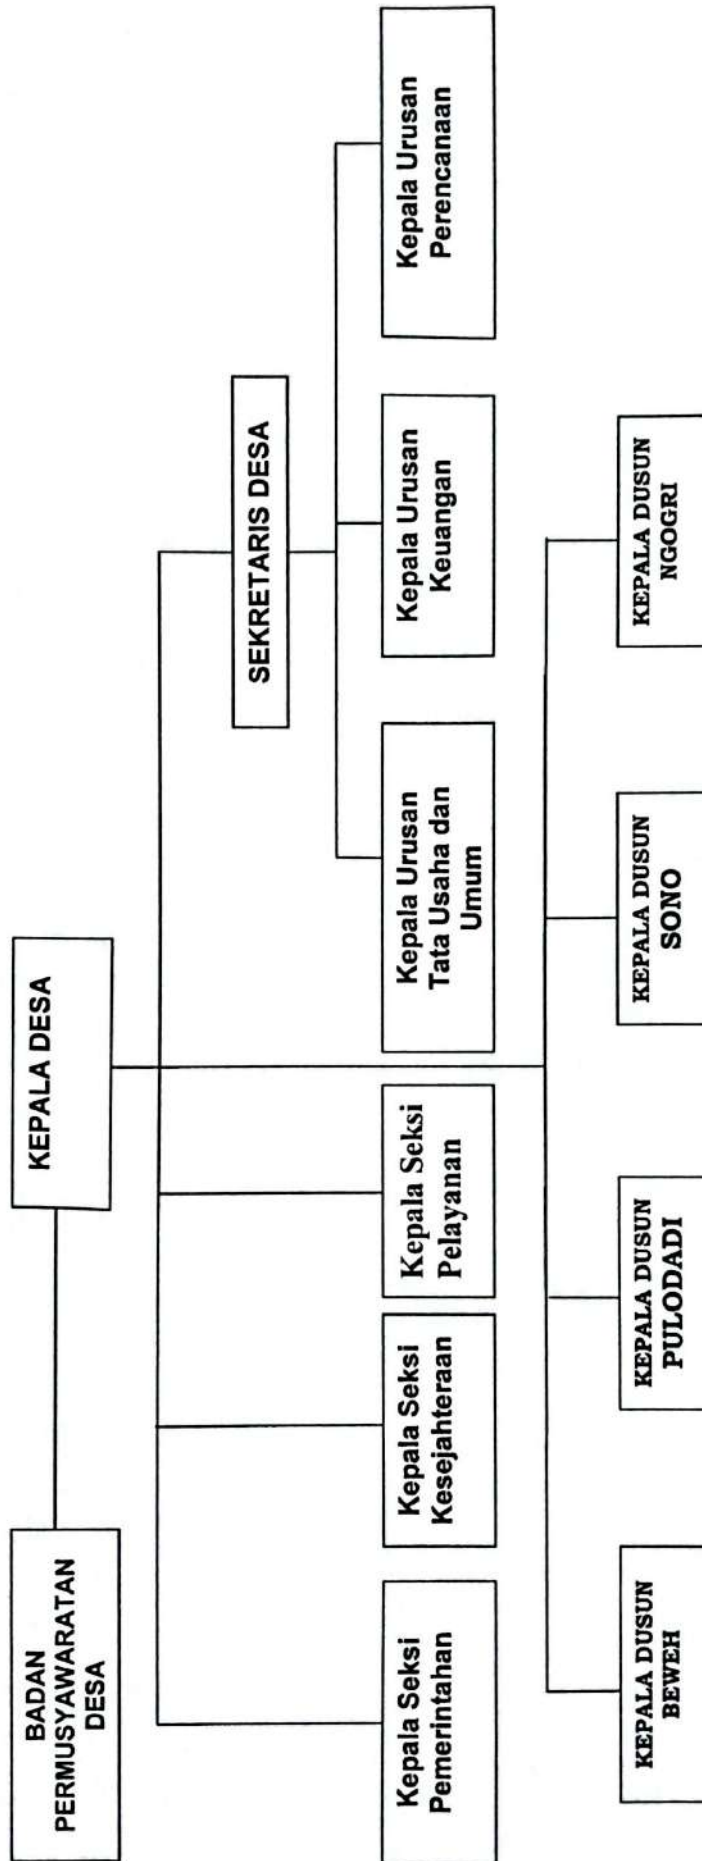 BADAN
PERMUSYAWARATAN
DESA
KEPALA DESA
SEKRETARIS DESA
Kepala Seksi
Pemerintahan
Kepala Seksi
Kesejahteraan
Kepala Seksi
Pelayanan
Kepala Urusan
Tata Usaha dan
Umum
Kepala Urusan
Keuangan
Kepala Urusan
Perencanaan
KEPALA DUSUN
BEWEH
KEPALA DUSUN
PULODADI
KEPALA DUSUN
SONO
KEPALA DUSUN
NGOGRI